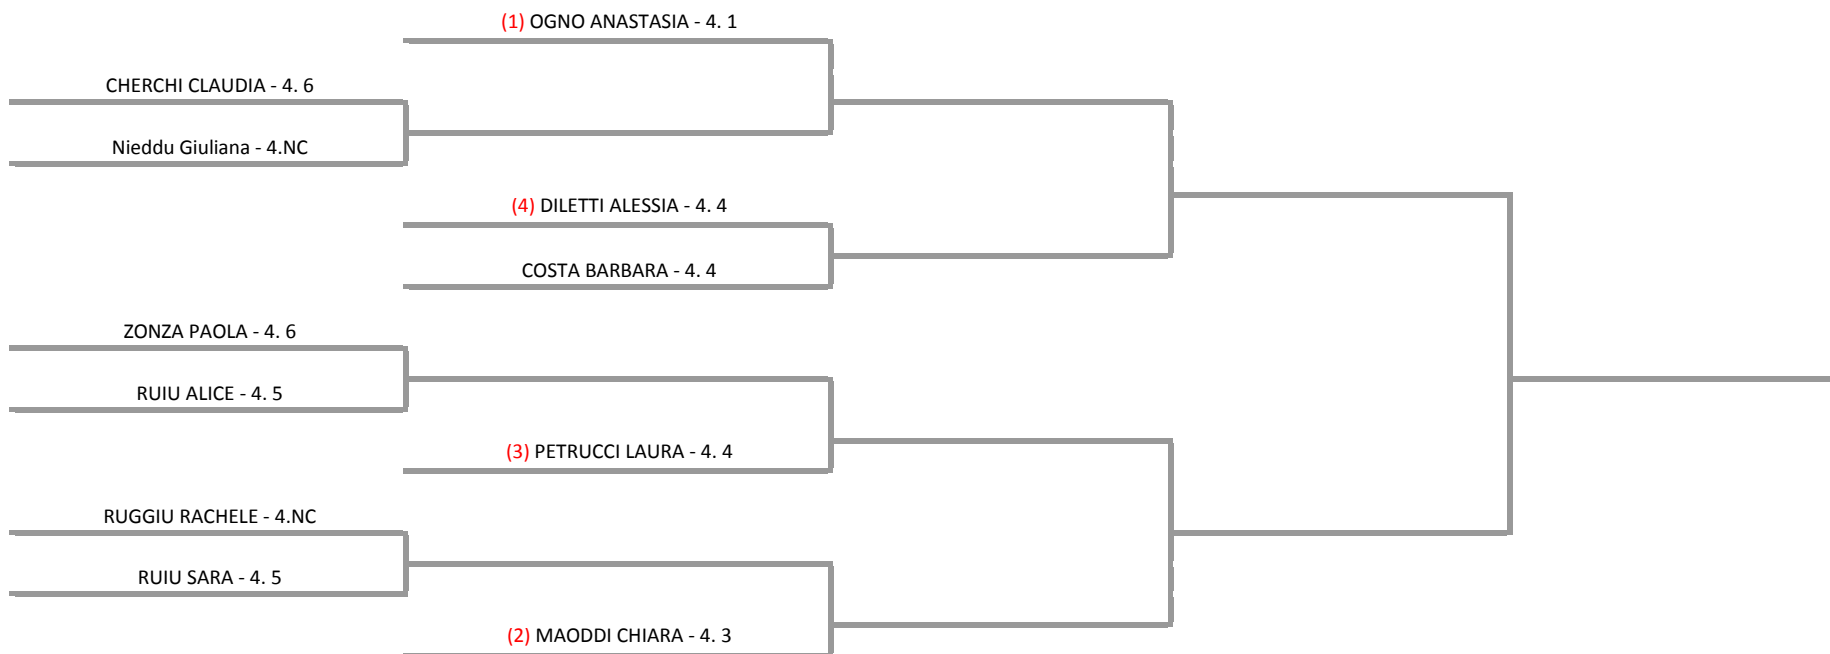 (1) OGNO ANASTASIA - 4. 1
CHERCHI CLAUDIA - 4. 6
Nieddu Giuliana - 4.NC
(4) DILETTI ALESSIA - 4. 4
COSTA BARBARA - 4. 4
ZONZA PAOLA - 4. 6
RUIU ALICE - 4. 5
(3) PETRUCCI LAURA - 4. 4
RUGGIU RACHELE - 4.NC
RUIU SARA - 4. 5
(2) MAODDI CHIARA - 4. 3